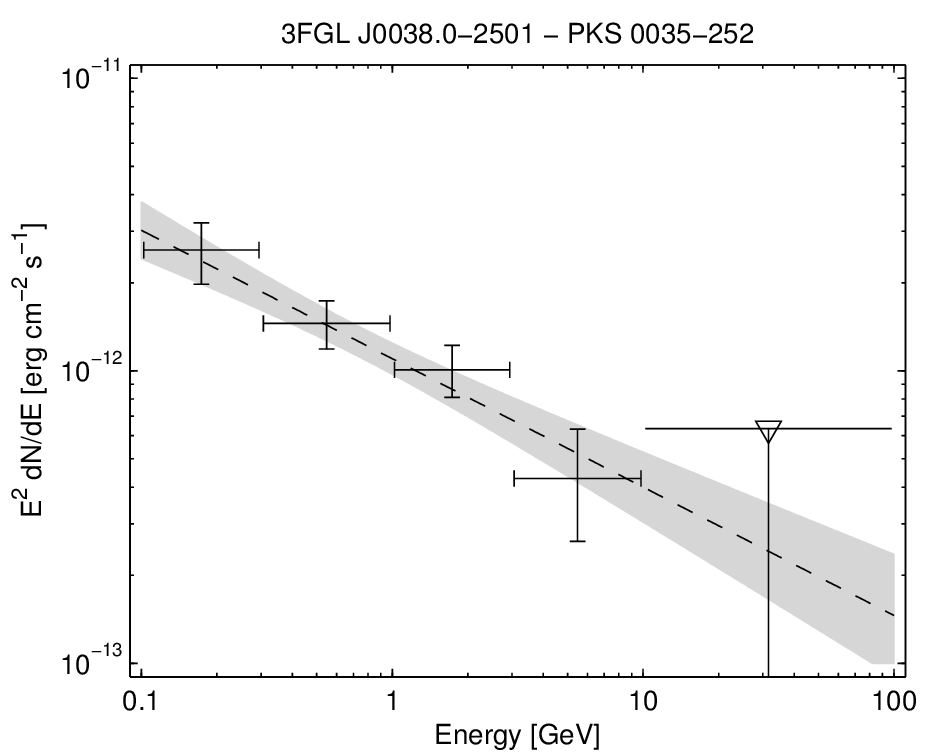 3FGL J0038.0−2501 − PKS 0035−252
10⁻¹¹
10⁻¹²
10⁻¹³
E² dN/dE [erg cm⁻² s⁻¹]
0.1 1 10 100
Energy [GeV]